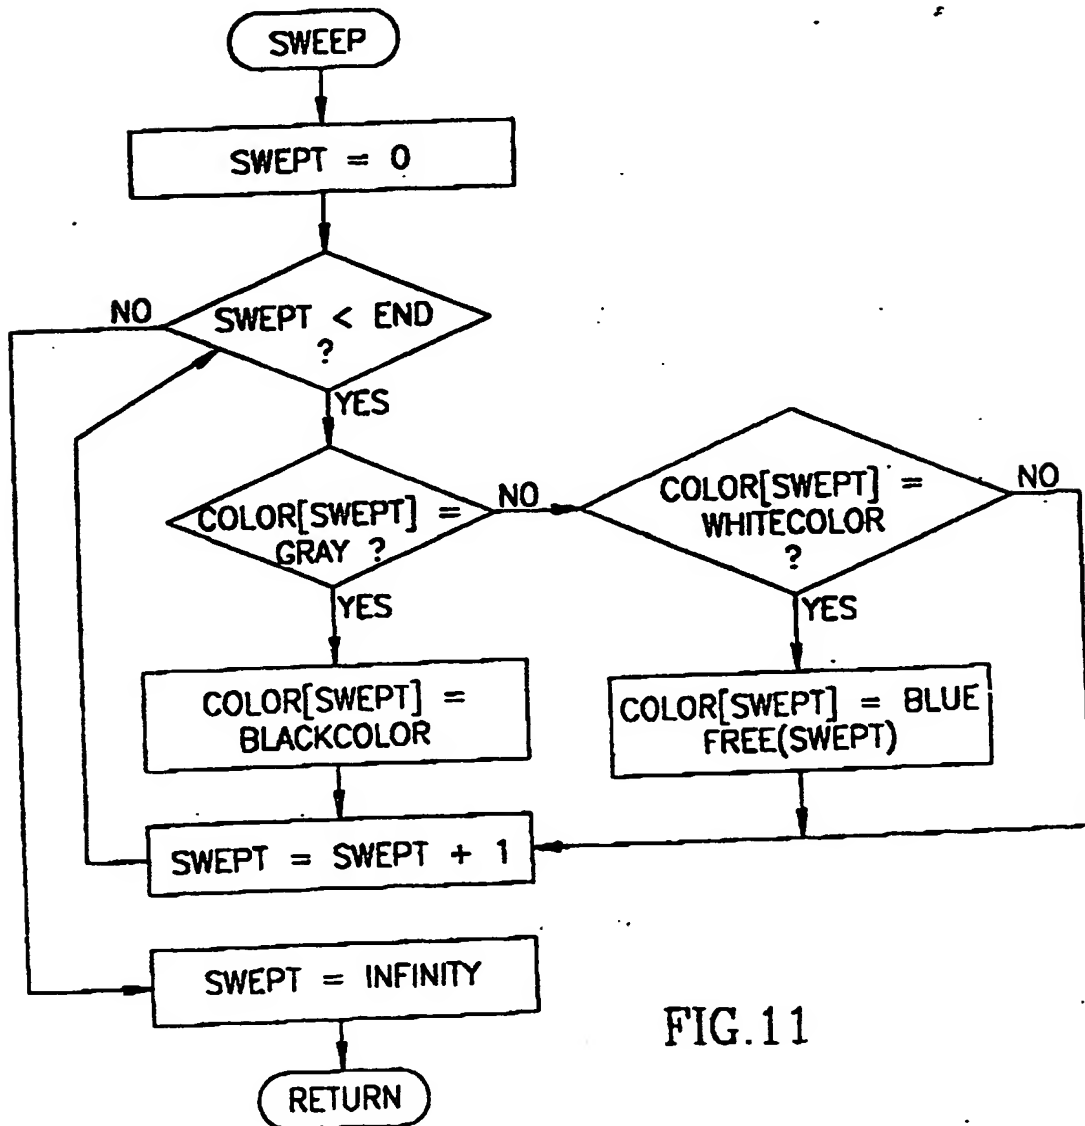 SWEEP
SWEPT = 0
NO
SWEPT < END
?
YES
COLOR[SWEPT] =
GRAY ?
NO
COLOR[SWEPT] =
WHITECOLOR
?
NO
YES
YES
COLOR[SWEPT] =
BLACKCOLOR
COLOR[SWEPT] = BLUE
FREE(SWEPT)
SWEPT = SWEPT + 1
SWEPT = INFINITY
RETURN
FIG.11